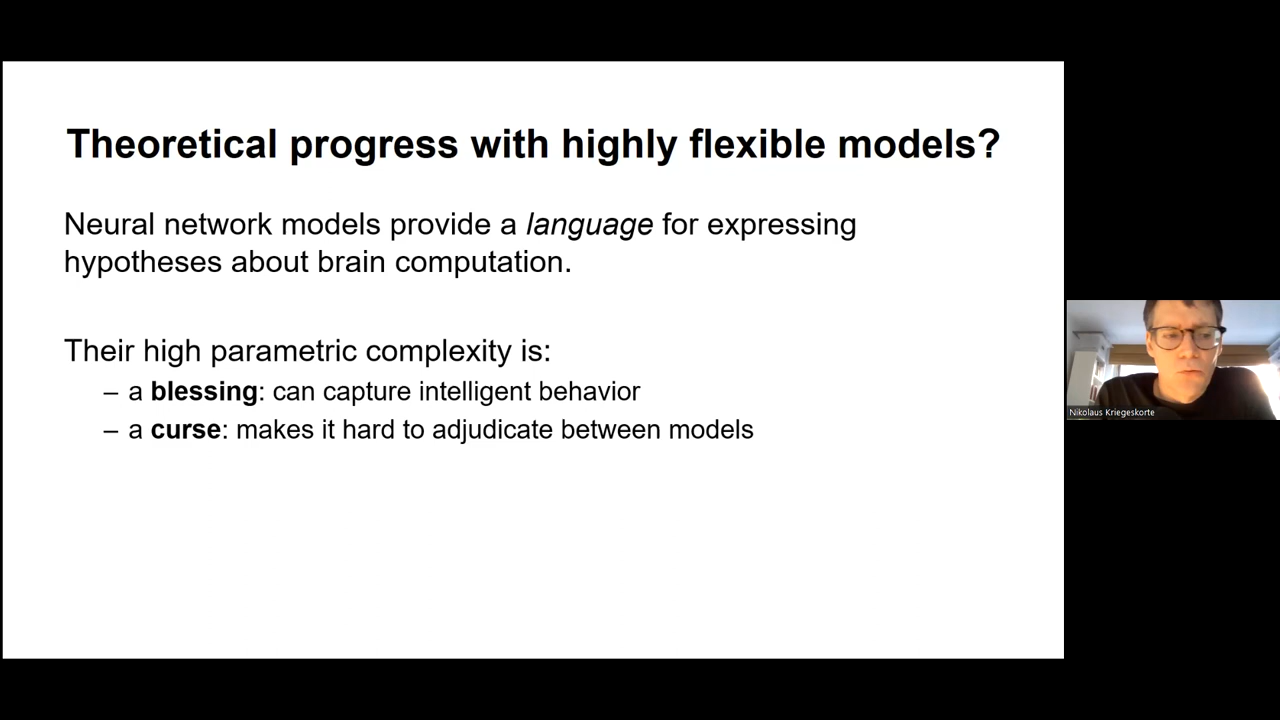 Theoretical progress with highly flexible models?
Neural network models provide a language for expressing
hypotheses about brain computation.
Their high parametric complexity is:
– a blessing: can capture intelligent behavior
– a curse: makes it hard to adjudicate between models
Nikolaus Kriegeskorte